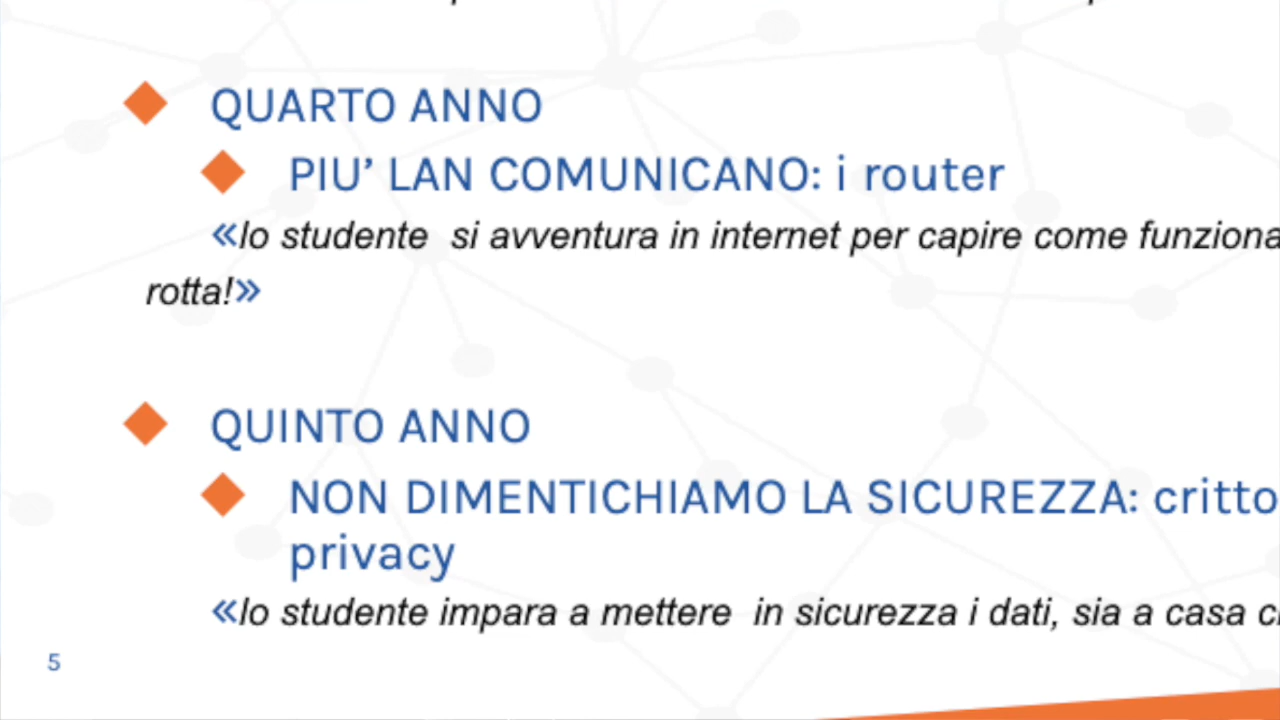 QUARTO ANNO
PIU’ LAN COMUNICANO: i router
«lo studente si avventura in internet per capire come funziona
rotta!»
QUINTO ANNO
NON DIMENTICHIAMO LA SICUREZZA: critto
privacy
«lo studente impara a mettere in sicurezza i dati, sia a casa
5